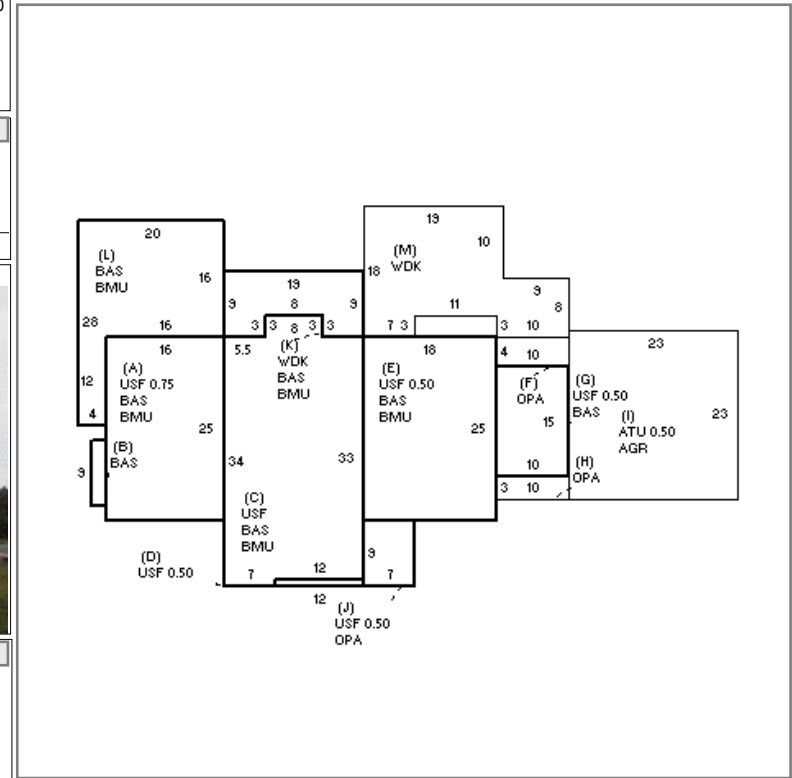 0
19
20
10
(L)
BAS
BMU
(M)
WDK
16
18
19
9
9
8
9
8
11
28
16
3
3
8
3
3
7
3
3
10
16
5.5
(K)
WDK
BAS
BMU
18
4
10
23
(A)
USF 0.75
BAS
BMU
(E)
USF 0.50
BAS
BMU
(F)
OPA
(G)
USF 0.50
BAS
12
4
(I)
ATU 0.50
AGR
23
15
25
25
(B)
BAS
9
34
33
10
(H)
OPA
3
10
(C)
USF
BAS
BMU
(D)
USF 0.50
9
7
12
7
12
(J)
USF 0.50
OPA